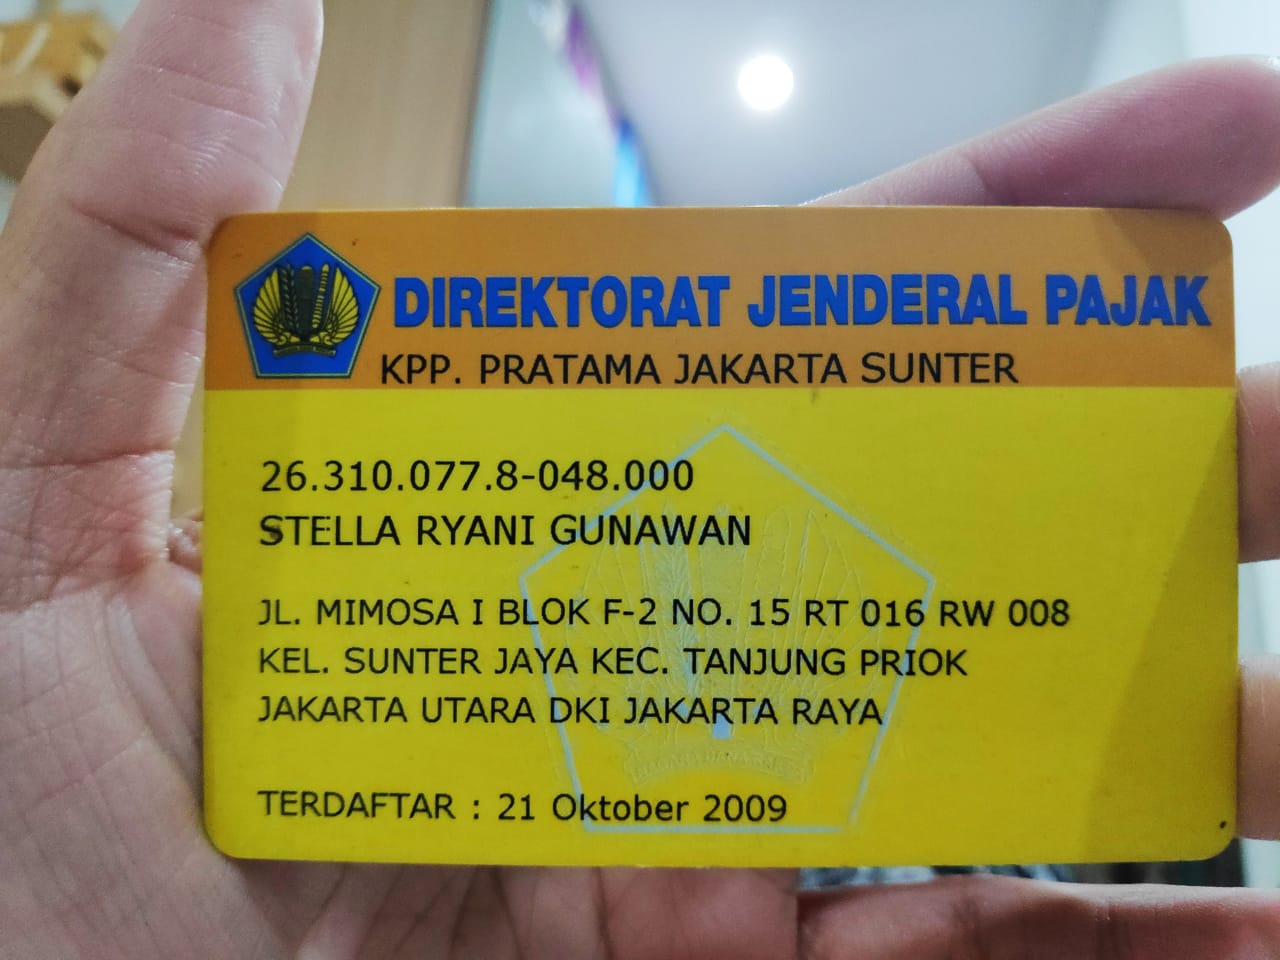 DIREKTORAT JENDERAL PAJAK
KPP. PRATAMA JAKARTA SUNTER
26.310.077.8-048.000
STELLA RYANI GUNAWAN
JL. MIMOSA I BLOK F-2 NO. 15 RT 016 RW 008
KEL. SUNTER JAYA KEC. TANJUNG PRIOK
JAKARTA UTARA DKI JAKARTA RAYA
TERDAFTAR : 21 Oktober 2009